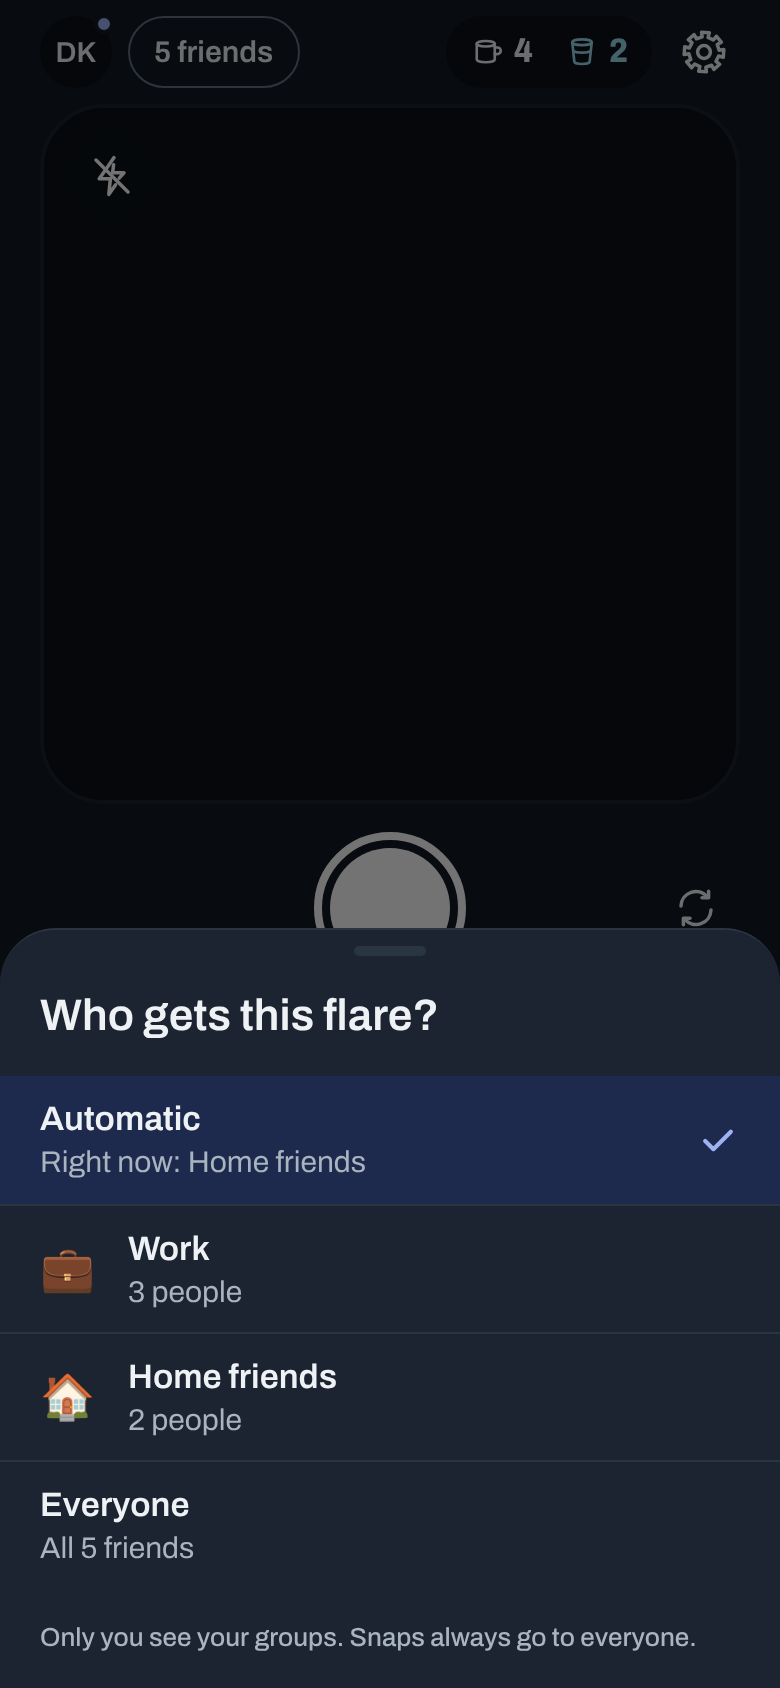 DK
5 friends
4
2
Who gets this flare?
Automatic
Right now: Home friends
Work
3 people
Home friends
2 people
Everyone
All 5 friends
Only you see your groups. Snaps always go to everyone.